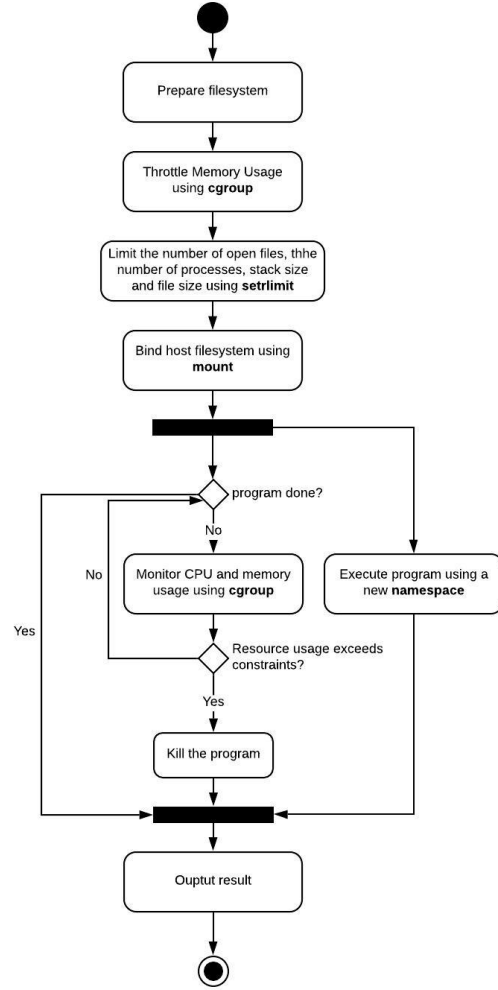 Prepare filesystem
Throttle Memory Usage
using cgroup
Limit the number of open files, thhe
number of processes, stack size
and file size using setrlimit
Bind host filesystem using
mount
program done?
No
Monitor CPU and memory
usage using cgroup
Execute program using a
new namespace
No
Yes
Resource usage exceeds
constraints?
Yes
Kill the program
Ouptut result